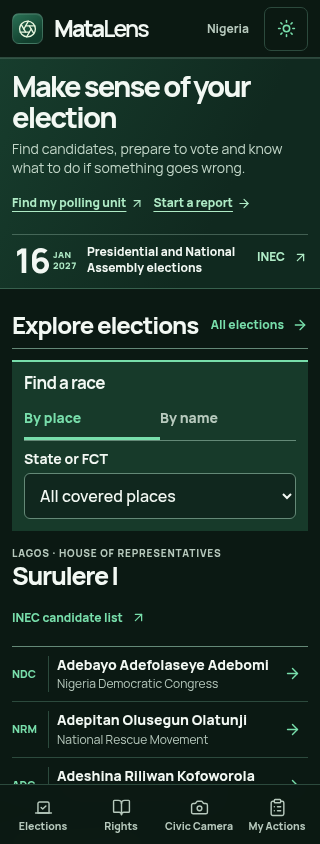 MataLens
Nigeria
Make sense of your
election
Find candidates, prepare to vote and know
what to do if something goes wrong.
Find my polling unit
Start a report
16 JAN 2027
Presidential and National
Assembly elections
INEC
Explore elections
All elections
Find a race
By place
By name
State or FCT
All covered places
LAGOS · HOUSE OF REPRESENTATIVES
Surulere I
INEC candidate list
NDC
Adebayo Adefolaseye Adebomi
Nigeria Democratic Congress
NRM
Adepitan Olusegun Olatunji
National Rescue Movement
Adeshina Riliwan Kofoworola
Elections
Rights
Civic Camera
My Actions